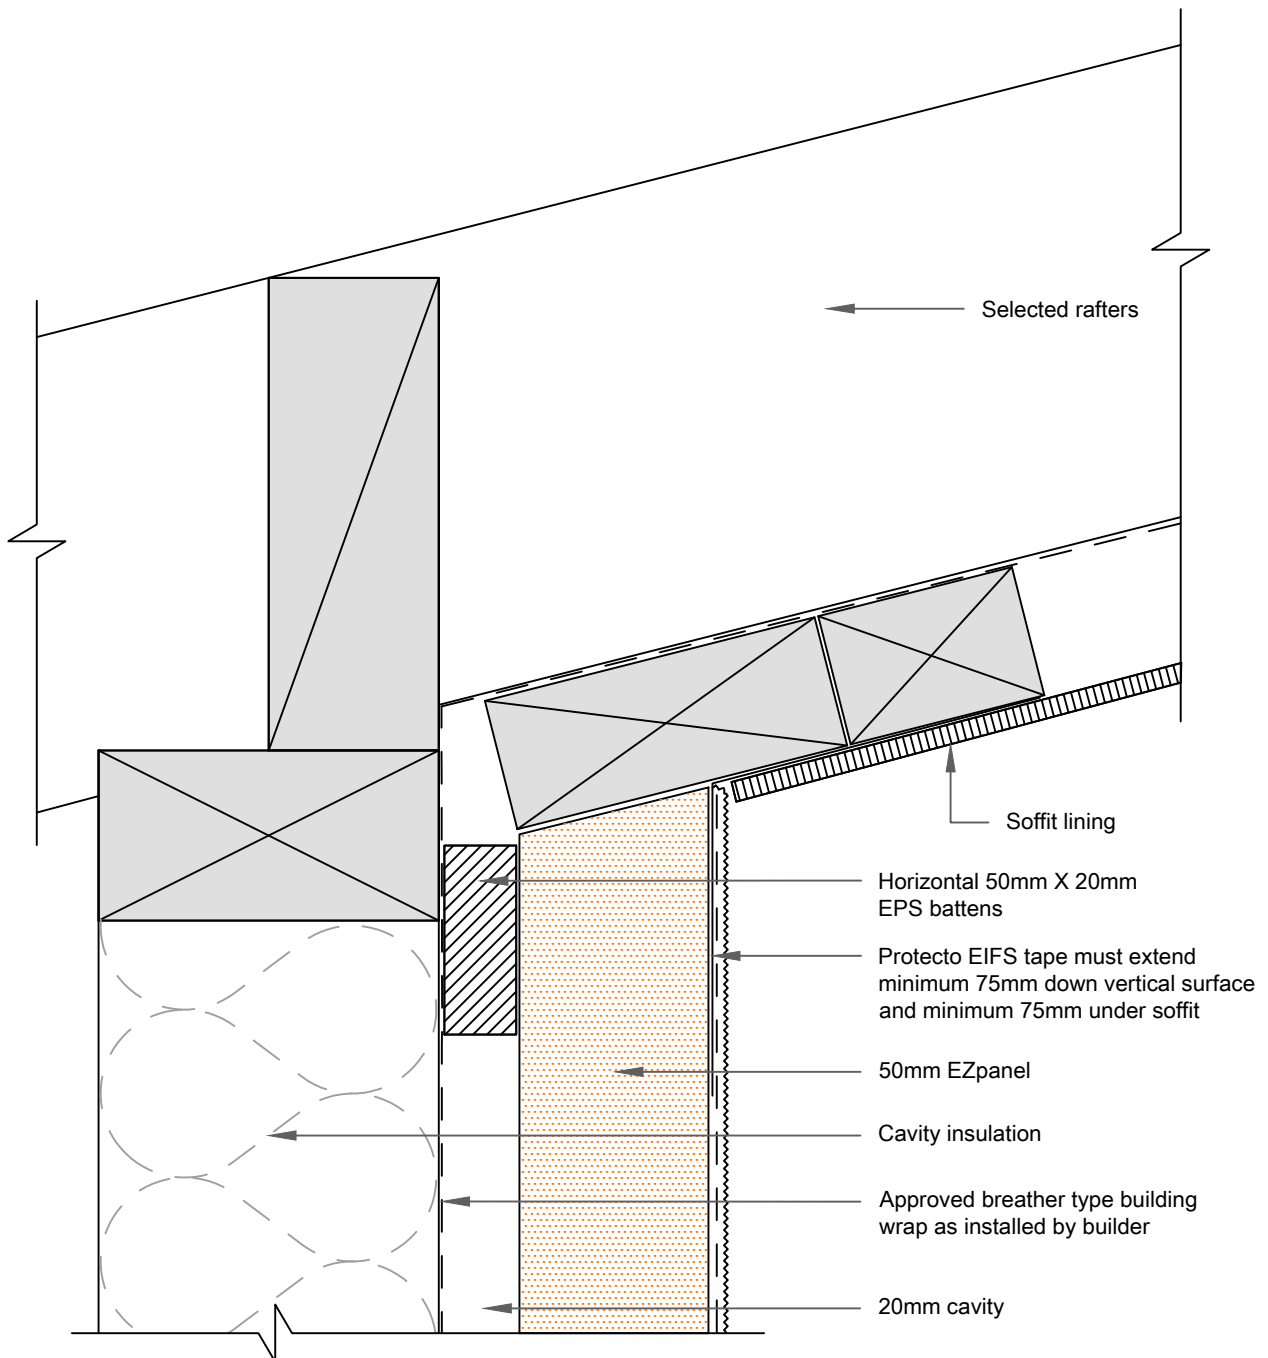 Selected rafters
Soffit lining
Horizontal 50mm X 20mm
EPS battens
Protecto EIFS tape must extend
minimum 75mm down vertical surface
and minimum 75mm under soffit
50mm EZpanel
Cavity insulation
Approved breather type building
wrap as installed by builder
20mm cavity